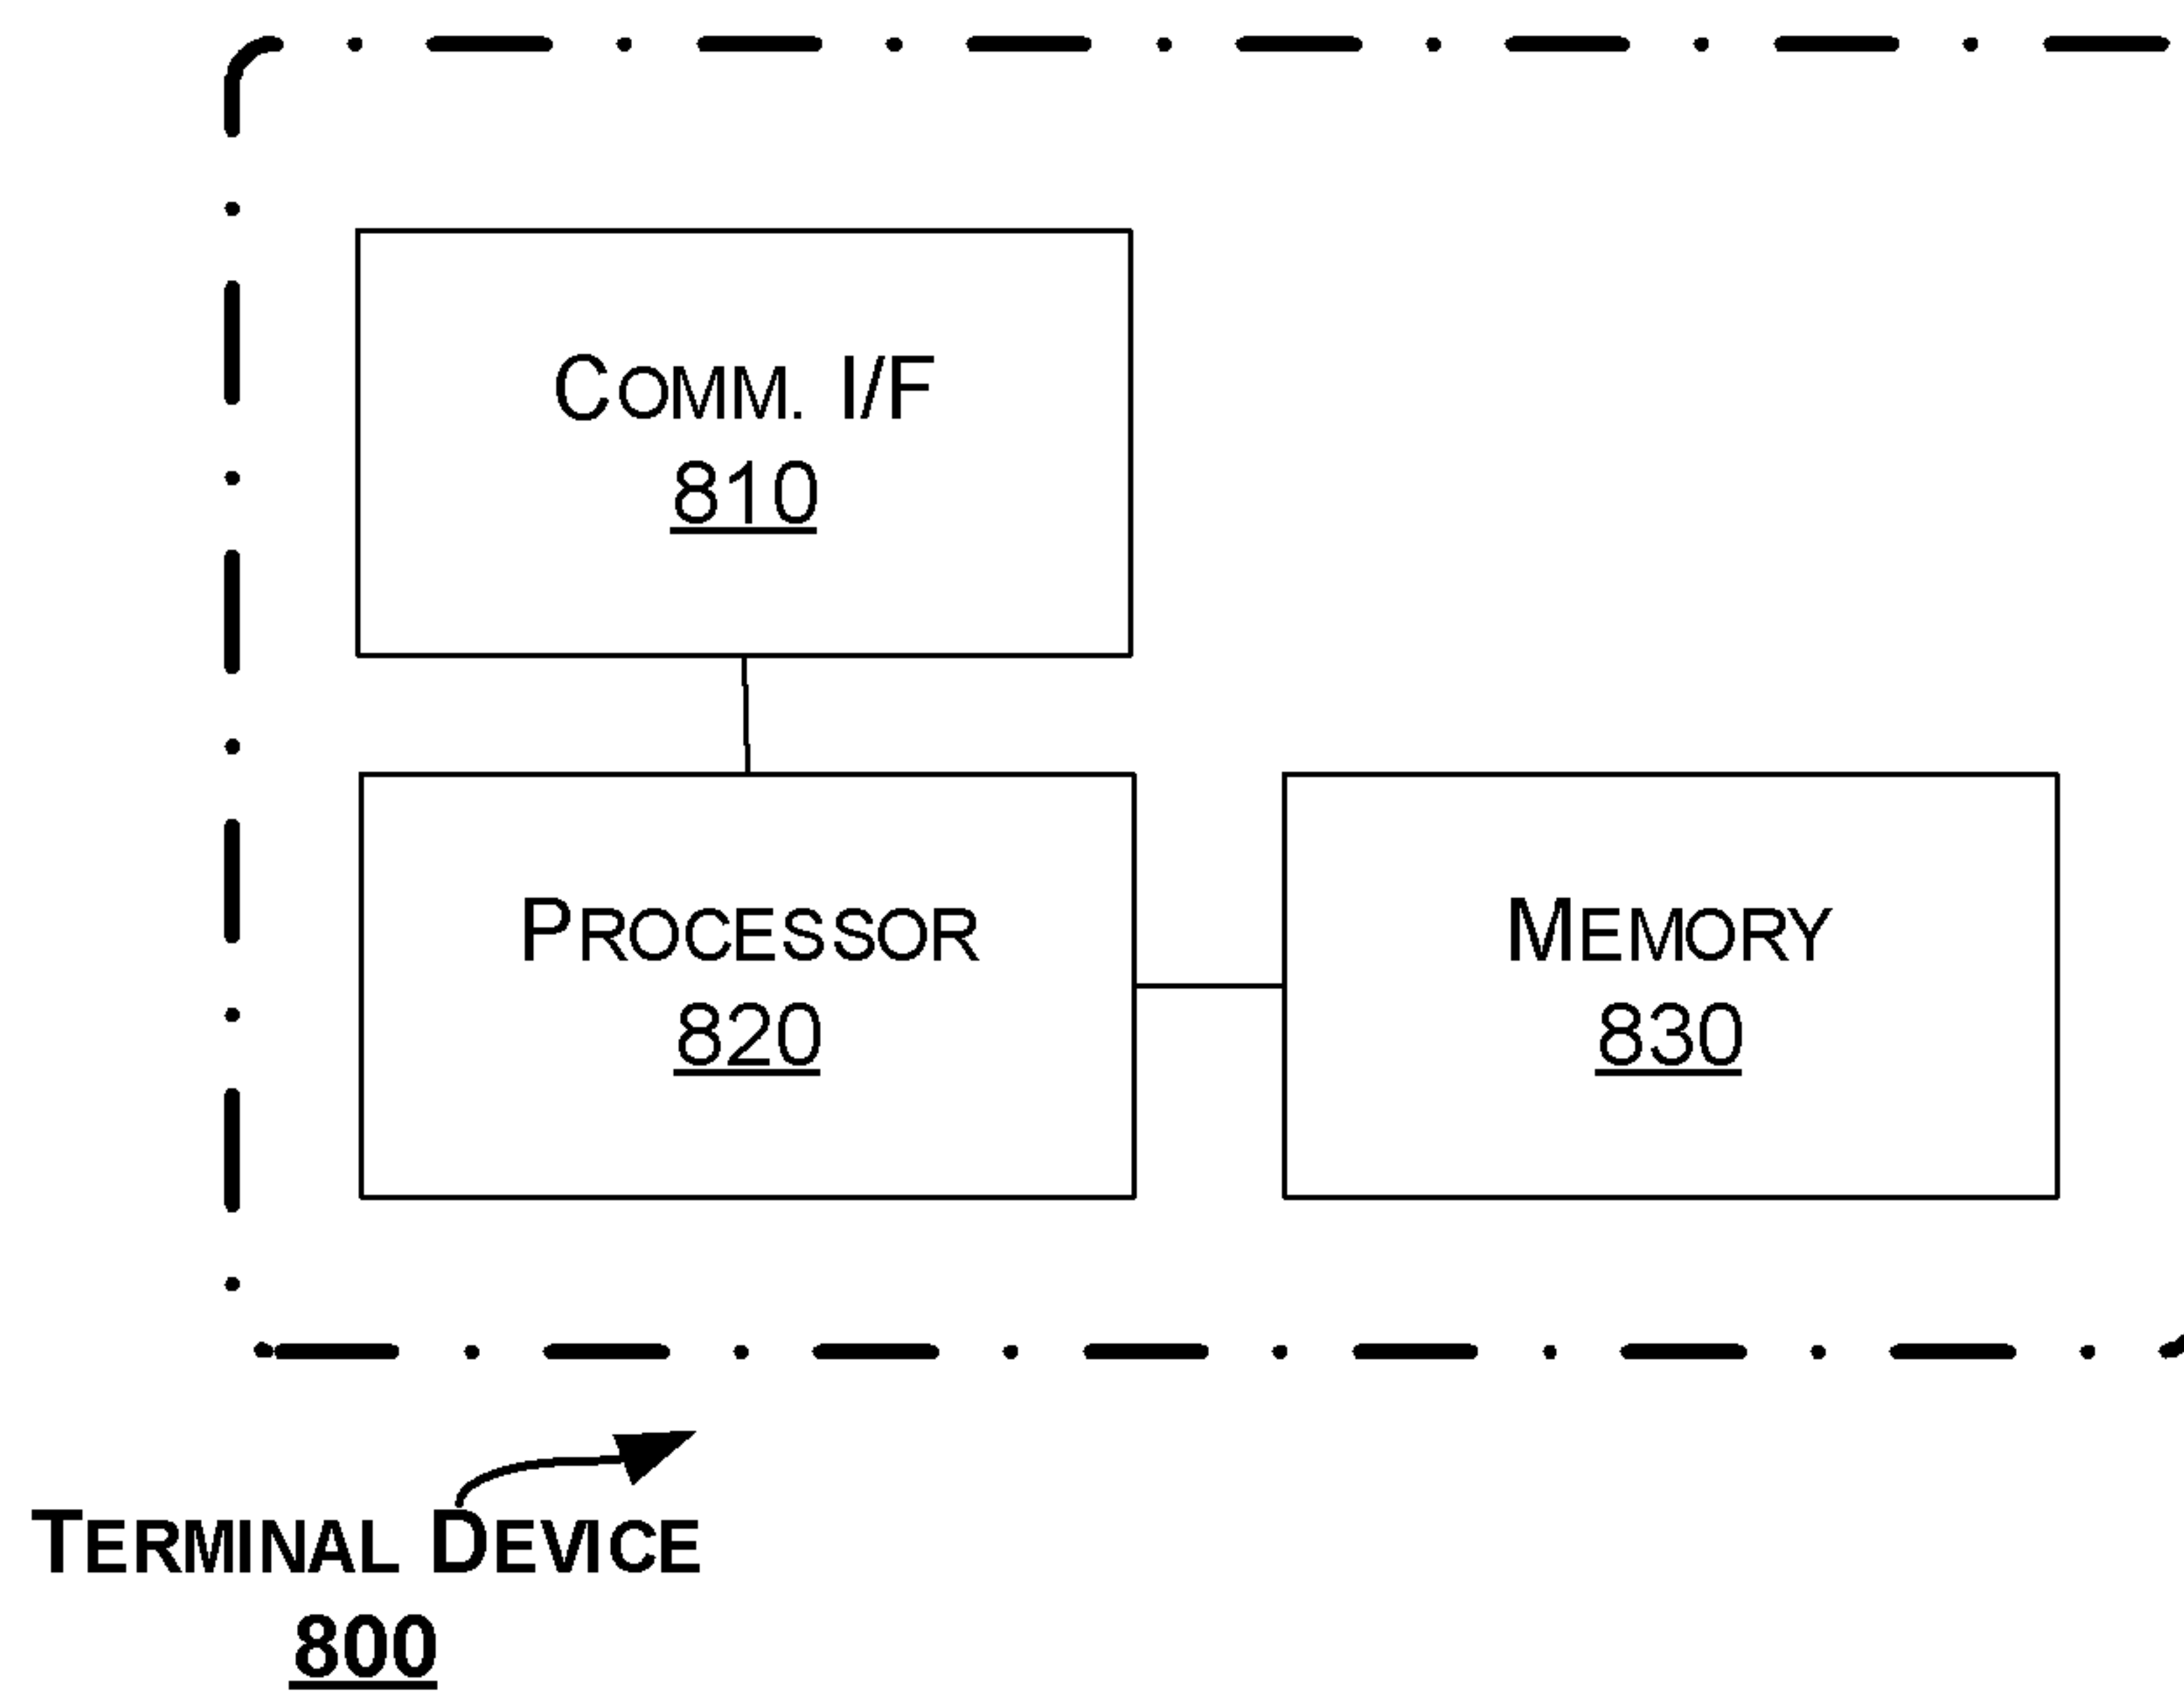 COMM. I/F
810
PROCESSOR
820
MEMORY
830
TERMINAL DEVICE
800